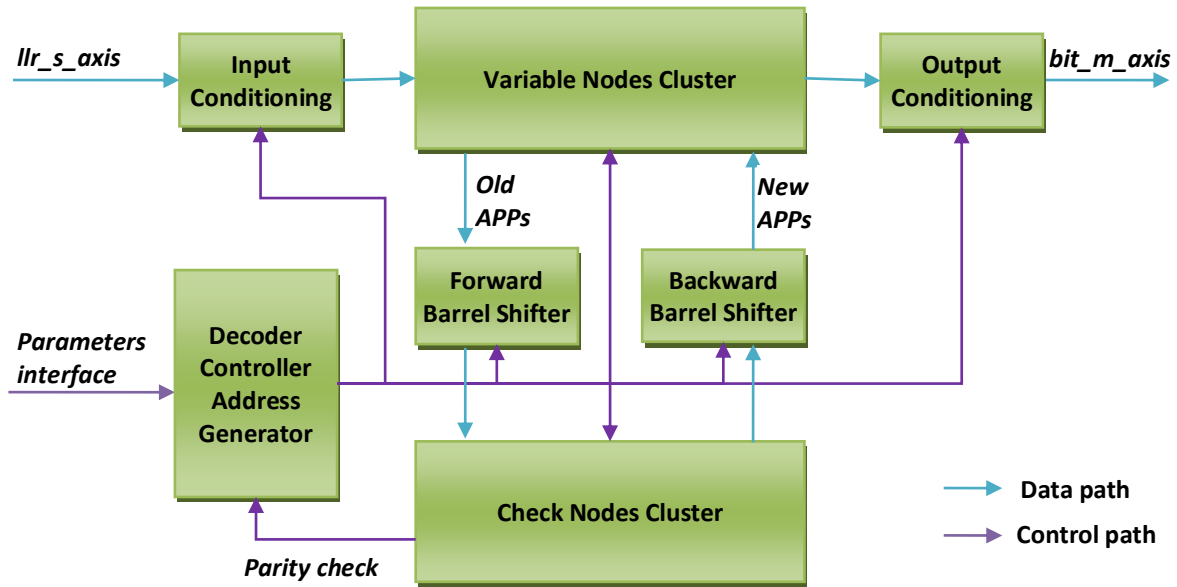 llr_s_axis
Input
Conditioning
Variable Nodes Cluster
Output
Conditioning
bit_m_axis
Old
APPs
New
APPs
Forward
Barrel Shifter
Backward
Barrel Shifter
Parameters
interface
Decoder
Controller
Address
Generator
Check Nodes Cluster
Parity check
Data path
Control path